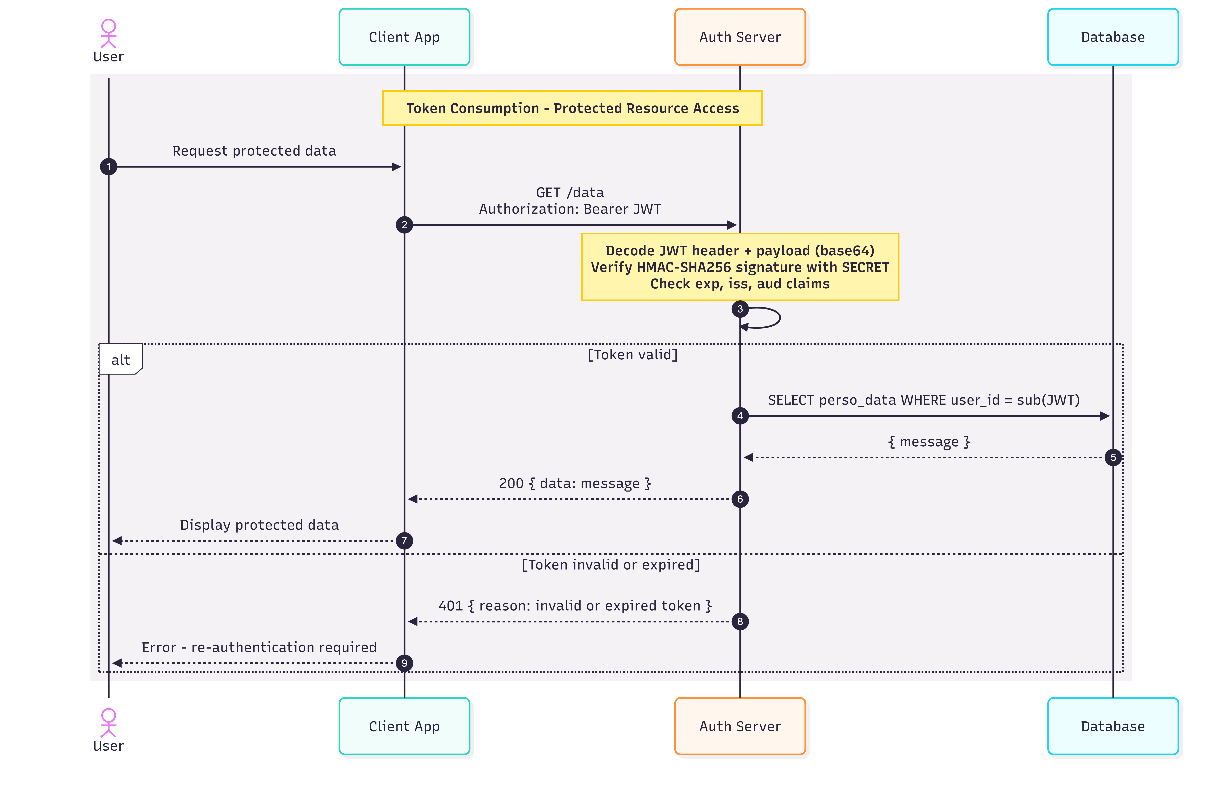 User
Client App
Auth Server
Database
Token Consumption - Protected Resource Access
Request protected data
1
GET /data
Authorization: Bearer JWT
2
Decode JWT header + payload (base64)
Verify HMAC-SHA256 signature with SECRET
Check exp, iss, aud claims
3
alt
[Token valid]
SELECT perso_data WHERE user_id = sub(JWT)
4
{ message }
5
200 { data: message }
6
Display protected data
7
[Token invalid or expired]
401 { reason: invalid or expired token }
8
Error - re-authentication required
9
User
Client App
Auth Server
Database